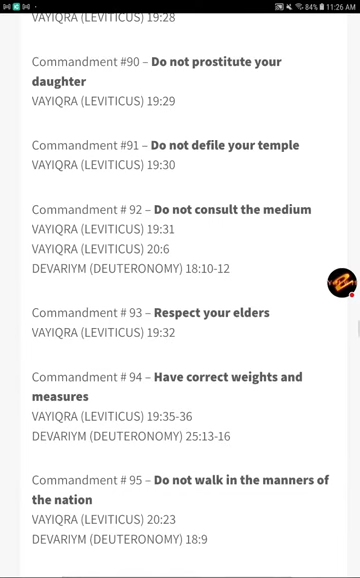 84% 11:26 AM
VAYIQRA (LEVITICUS) 19:28
Commandment #90 – Do not prostitute your
daughter
VAYIQRA (LEVITICUS) 19:29
Commandment #91 – Do not defile your temple
VAYIQRA (LEVITICUS) 19:30
Commandment # 92 – Do not consult the medium
VAYIQRA (LEVITICUS) 19:31
VAYIQRA (LEVITICUS) 20:6
DEVARIYM (DEUTERONOMY) 18:10-12
Commandment # 93 – Respect your elders
VAYIQRA (LEVITICUS) 19:32
Commandment # 94 – Have correct weights and
measures
VAYIQRA (LEVITICUS) 19:35-36
DEVARIYM (DEUTERONOMY) 25:13-16
Commandment # 95 – Do not walk in the manners of
the nation
VAYIQRA (LEVITICUS) 20:23
DEVARIYM (DEUTERONOMY) 18:9